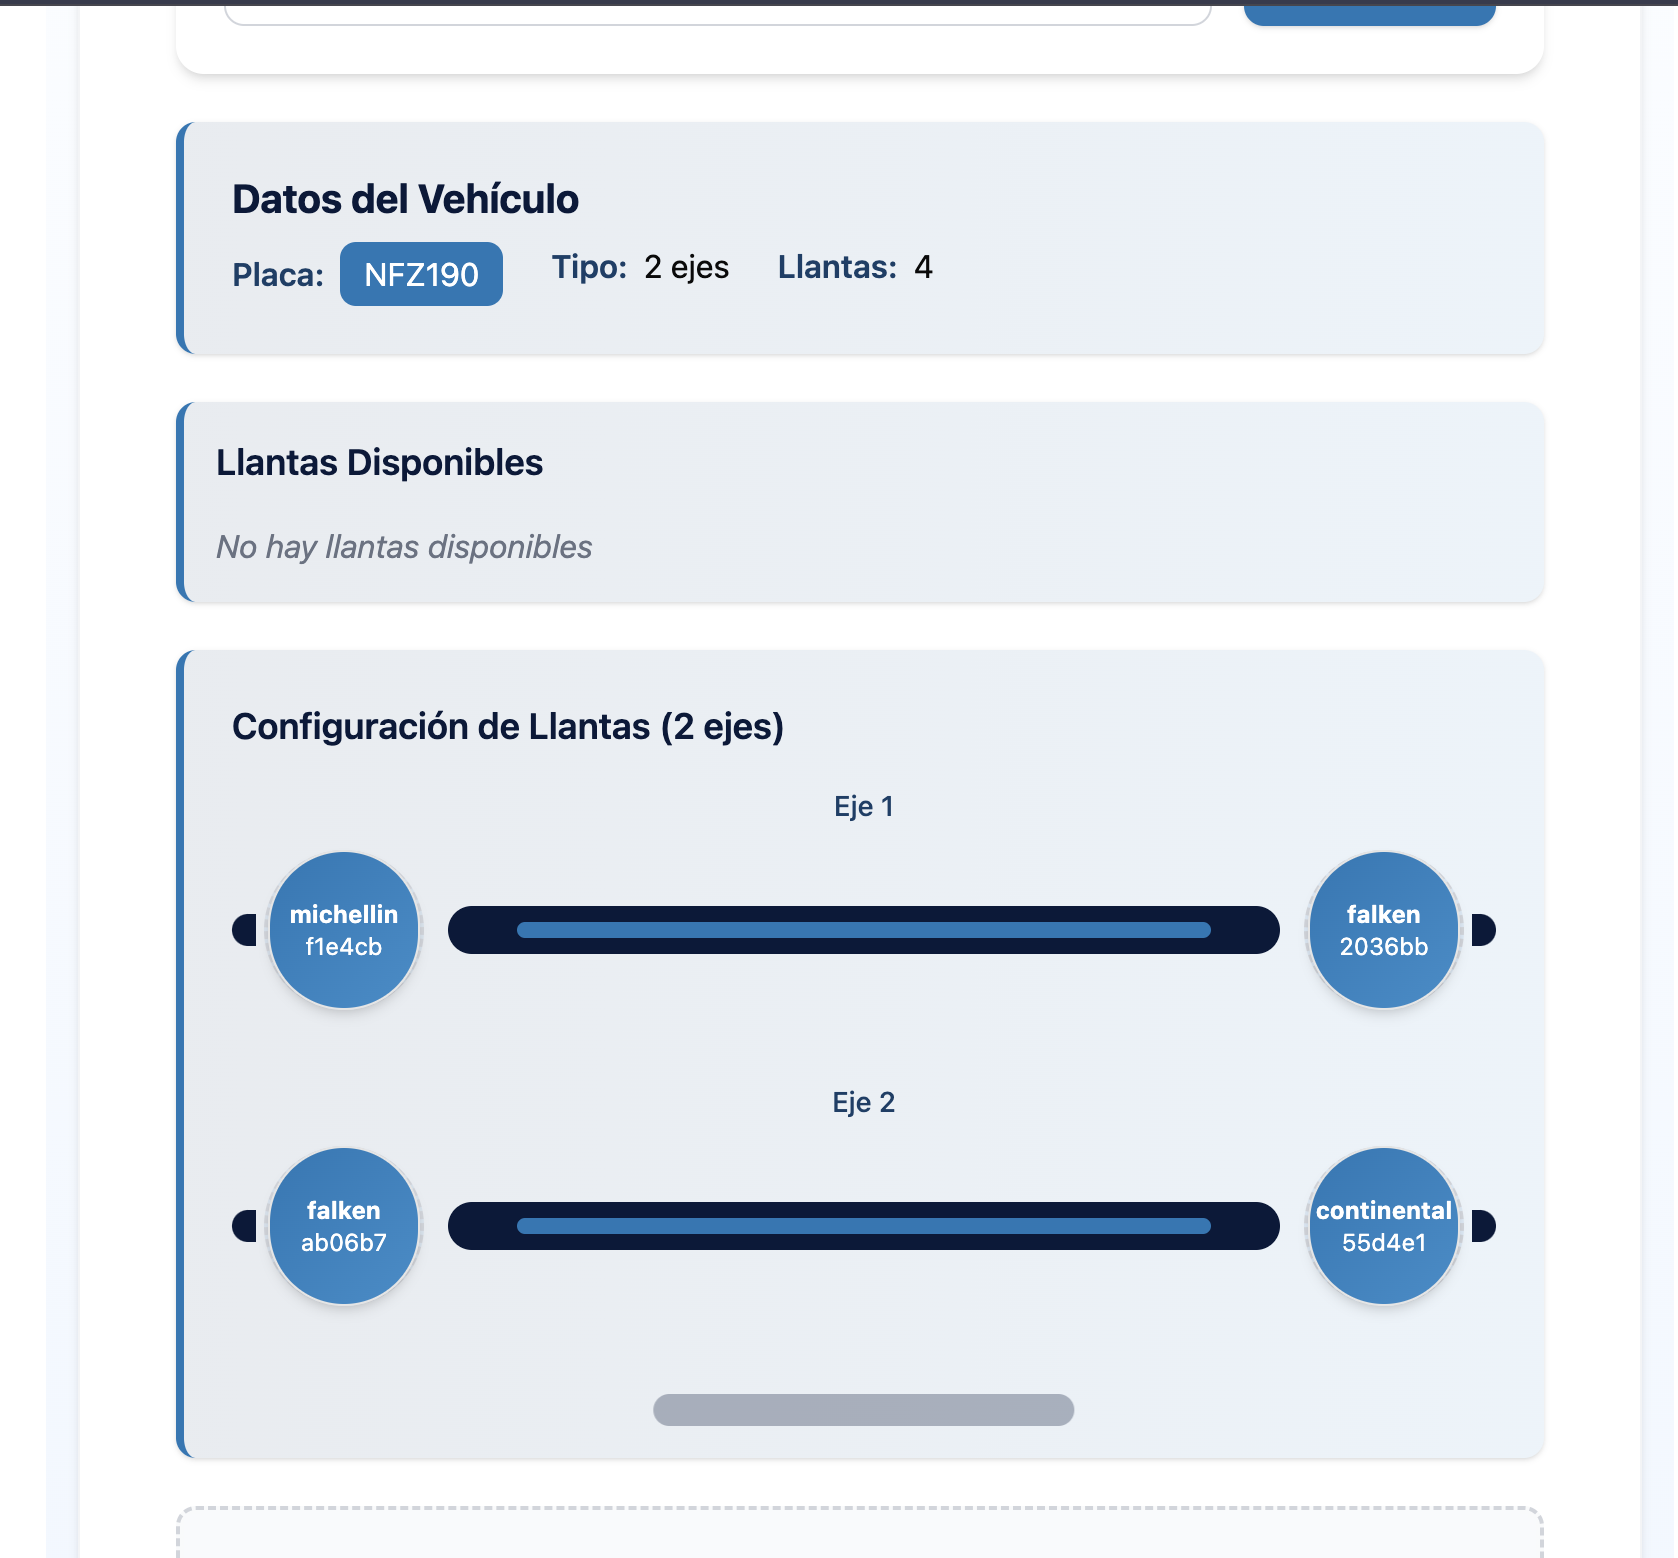 Datos del Vehículo
Placa: NFZ190 Tipo: 2 ejes Llantas: 4
Llantas Disponibles
No hay llantas disponibles
Configuración de Llantas (2 ejes)
Eje 1
michellin
f1e4cb
falken
2036bb
Eje 2
falken
ab06b7
continental
55d4e1